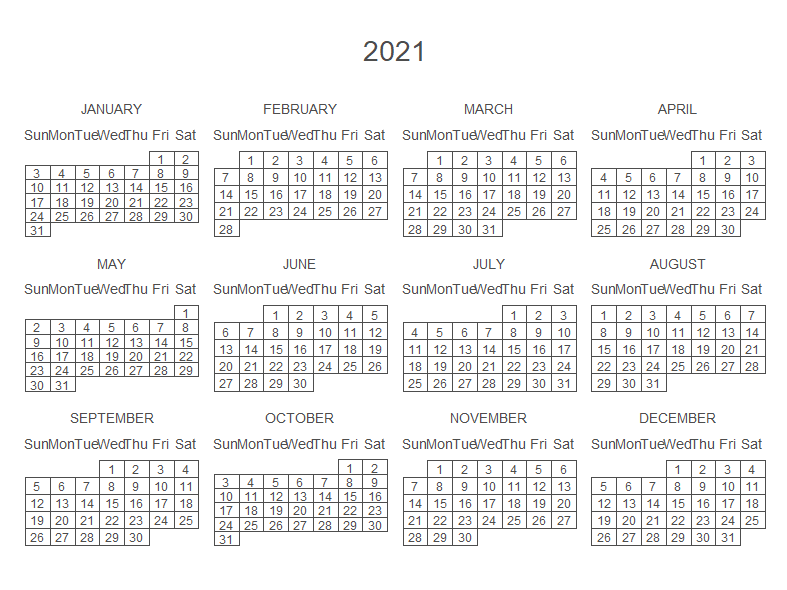 2021
JANUARY FEBRUARY MARCH APRIL
Sun Mon Tue Wed Thu Fri Sat Sun Mon Tue Wed Thu Fri Sat Sun Mon Tue Wed Thu Fri Sat Sun Mon Tue Wed Thu Fri Sat
1 2 1 2 3 4 5 6 1 2 3 4 5 6 1 2 3
3 4 5 6 7 8 9 7 8 9 10 11 12 13 7 8 9 10 11 12 13 4 5 6 7 8 9 10
10 11 12 13 14 15 16 14 15 16 17 18 19 20 14 15 16 17 18 19 20 11 12 13 14 15 16 17
17 18 19 20 21 22 23 21 22 23 24 25 26 27 21 22 23 24 25 26 27 18 19 20 21 22 23 24
24 25 26 27 28 29 30 28 28 29 30 31 25 26 27 28 29 30
31
MAY JUNE JULY AUGUST
Sun Mon Tue Wed Thu Fri Sat Sun Mon Tue Wed Thu Fri Sat Sun Mon Tue Wed Thu Fri Sat Sun Mon Tue Wed Thu Fri Sat
1 1 2 3 4 5 1 2 3 1 2 3 4 5 6 7
2 3 4 5 6 7 8 6 7 8 9 10 11 12 4 5 6 7 8 9 10 8 9 10 11 12 13 14
9 10 11 12 13 14 15 13 14 15 16 17 18 19 11 12 13 14 15 16 17 15 16 17 18 19 20 21
16 17 18 19 20 21 22 20 21 22 23 24 25 26 18 19 20 21 22 23 24 22 23 24 25 26 27 28
23 24 25 26 27 28 29 27 28 29 30 25 26 27 28 29 30 31 29 30 31
30 31
SEPTEMBER OCTOBER NOVEMBER DECEMBER
Sun Mon Tue Wed Thu Fri Sat Sun Mon Tue Wed Thu Fri Sat Sun Mon Tue Wed Thu Fri Sat Sun Mon Tue Wed Thu Fri Sat
1 2 3 4 1 2 1 2 3 4 5 6 1 2 3 4
5 6 7 8 9 10 11 3 4 5 6 7 8 9 7 8 9 10 11 12 13 5 6 7 8 9 10 11
12 13 14 15 16 17 18 10 11 12 13 14 15 16 14 15 16 17 18 19 20 12 13 14 15 16 17 18
19 20 21 22 23 24 25 17 18 19 20 21 22 23 21 22 23 24 25 26 27 19 20 21 22 23 24 25
26 27 28 29 30 24 25 26 27 28 29 30 28 29 30 26 27 28 29 30 31
31